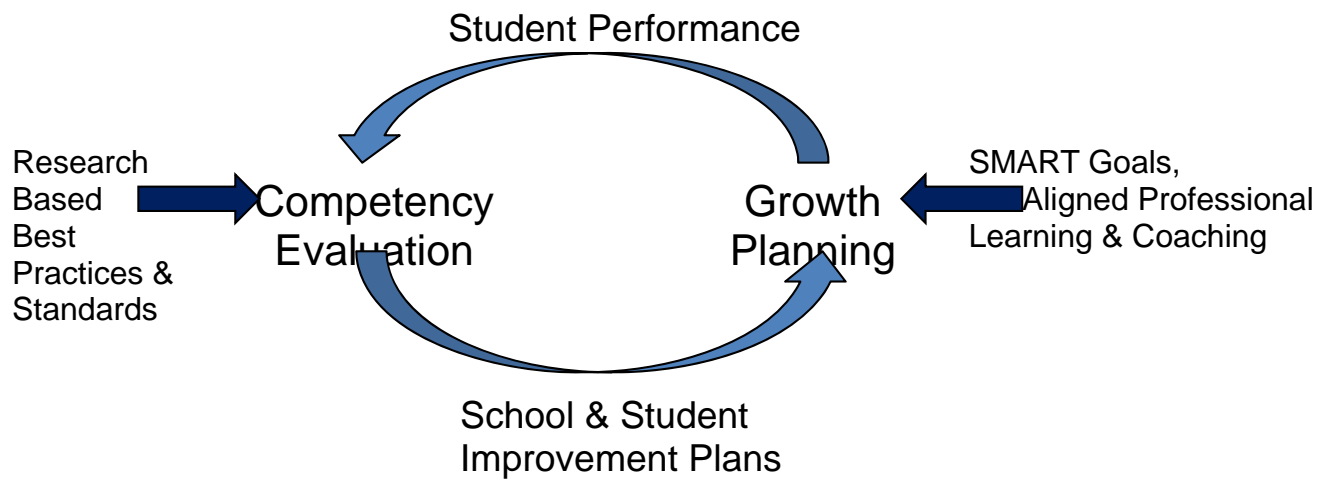 Student Performance
Research
Based
Best
Practices &
Standards
Competency
Evaluation
Growth
Planning
SMART Goals,
Aligned Professional
Learning & Coaching
School & Student
Improvement Plans